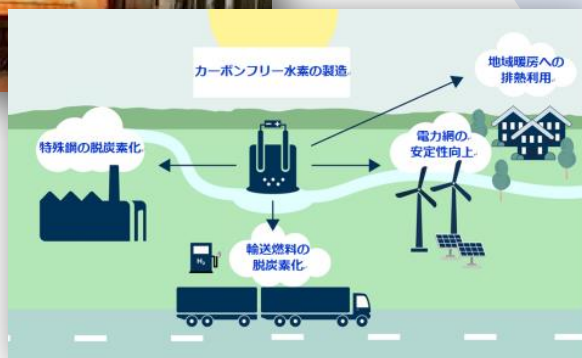 カーボンフリー水素の製造
地域暖房への
排熱利用
特殊鋼の脱炭素化
電力網の
安定性向上
輸送燃料の
脱炭素化
H₂